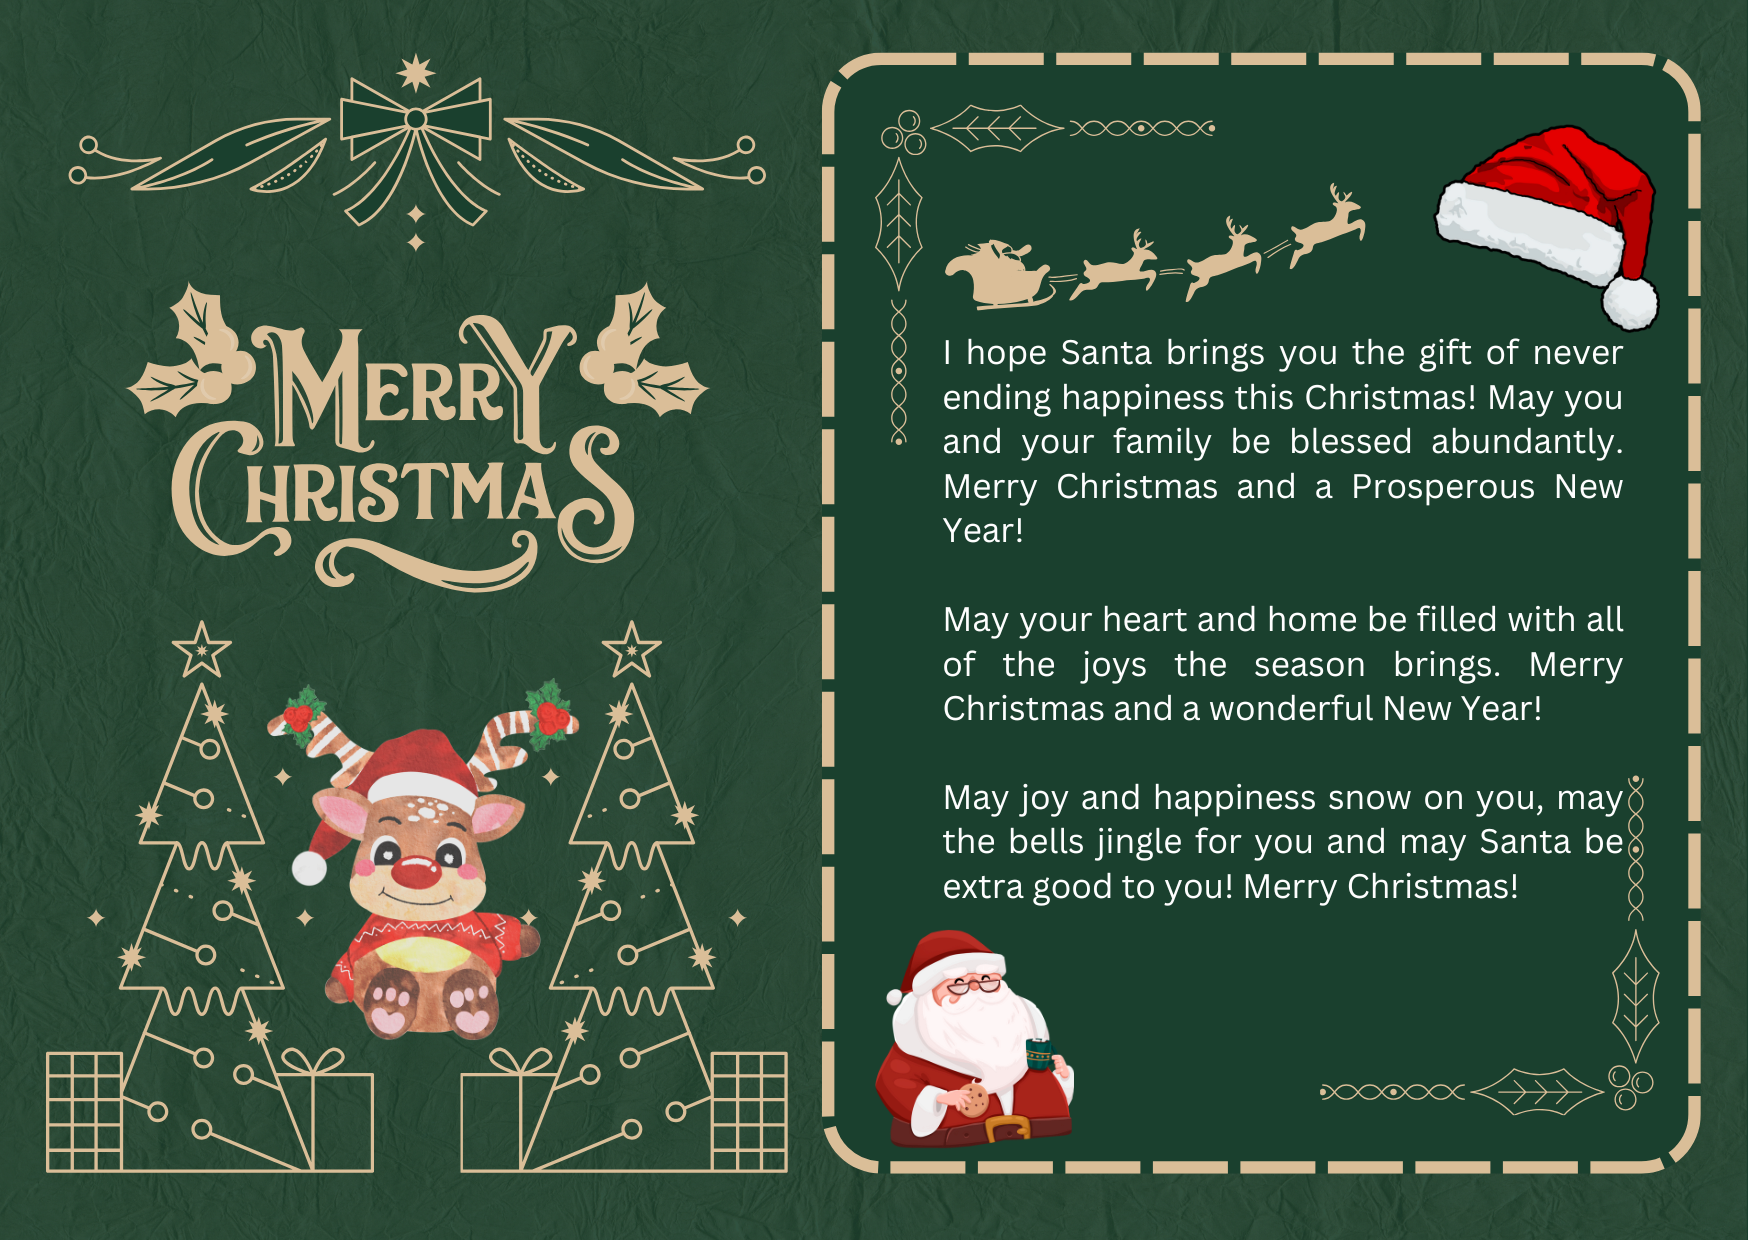 MERRY
CHRISTMAS
I hope Santa brings you the gift of never
ending happiness this Christmas! May you
and your family be blessed abundantly.
Merry Christmas and a Prosperous New
Year!
May your heart and home be filled with all
of the joys the season brings. Merry
Christmas and a wonderful New Year!
May joy and happiness snow on you, may
the bells jingle for you and may Santa be
extra good to you! Merry Christmas!